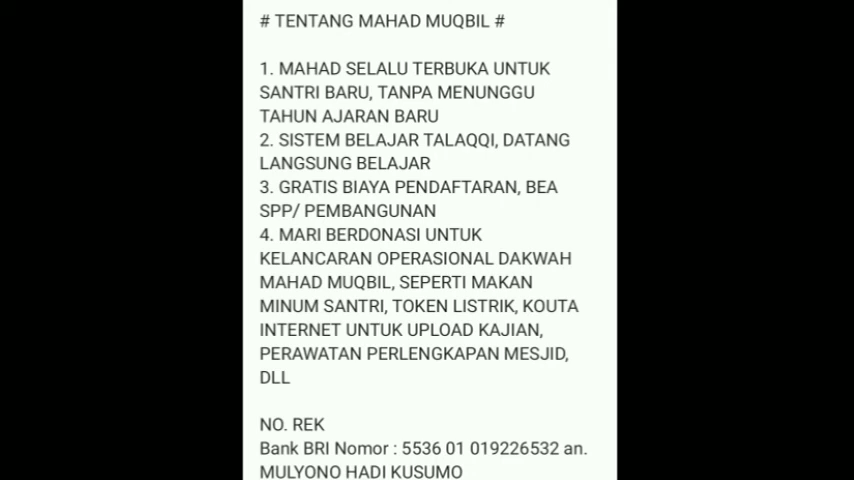 # TENTANG MAHAD MUQBIL #
1. MAHAD SELALU TERBUKA UNTUK
SANTRI BARU, TANPA MENUNGGU
TAHUN AJARAN BARU
2. SISTEM BELAJAR TALAQQI, DATANG
LANGSUNG BELAJAR
3. GRATIS BIAYA PENDAFTARAN, BEA
SPP/ PEMBANGUNAN
4. MARI BERDONASI UNTUK
KELANCARAN OPERASIONAL DAKWAH
MAHAD MUQBIL, SEPERTI MAKAN
MINUM SANTRI, TOKEN LISTRIK, KOUTA
INTERNET UNTUK UPLOAD KAJIAN,
PERAWATAN PERLENGKAPAN MESJID,
DLL
NO. REK
Bank BRI Nomor : 5536 01 019226532 an.
MULYONO HADI KUSUMO